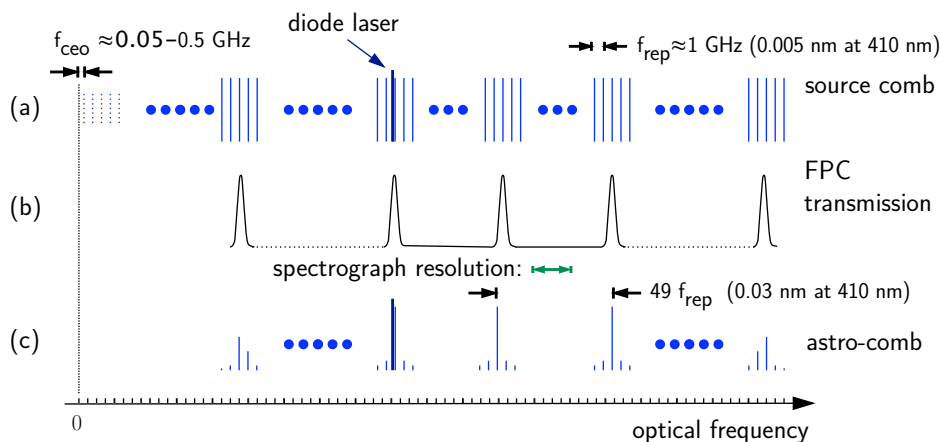 diode laser
f_ceo ≈0.05–0.5 GHz
f_rep≈1 GHz (0.005 nm at 410 nm)
(a)
source comb
FPC
transmission
(b)
spectrograph resolution:
49 f_rep (0.03 nm at 410 nm)
(c)
astro-comb
0
optical frequency